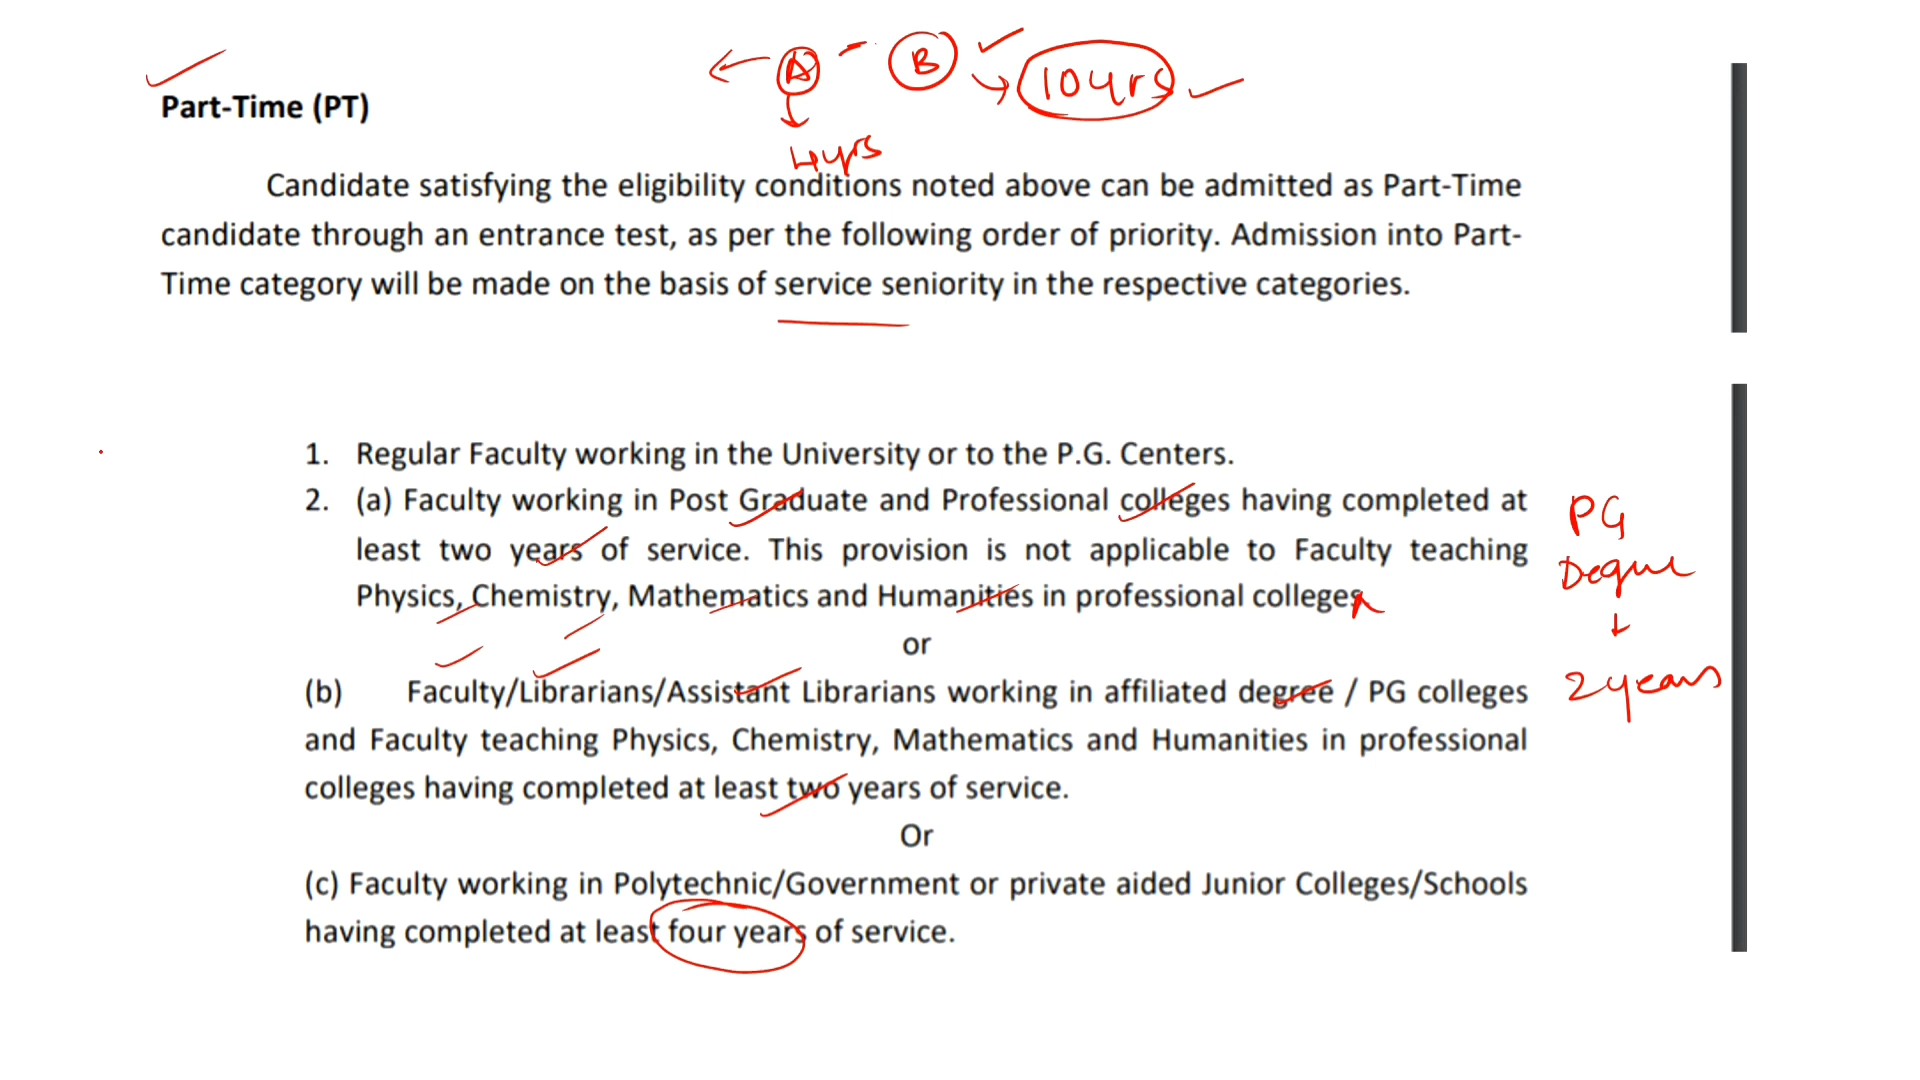 A - B 10yrs
Part-Time (PT)
4yrs
Candidate satisfying the eligibility conditions noted above can be admitted as Part-Time
candidate through an entrance test, as per the following order of priority. Admission into Part-
Time category will be made on the basis of service seniority in the respective categories.
1. Regular Faculty working in the University or to the P.G. Centers.
2. (a) Faculty working in Post Graduate and Professional colleges having completed at
least two years of service. This provision is not applicable to Faculty teaching
Physics, Chemistry, Mathematics and Humanities in professional colleges
or
(b) Faculty/Librarians/Assistant Librarians working in affiliated degree / PG colleges
and Faculty teaching Physics, Chemistry, Mathematics and Humanities in professional
colleges having completed at least two years of service.
Or
(c) Faculty working in Polytechnic/Government or private aided Junior Colleges/Schools
having completed at least four years of service.
PG
Degree
2 years